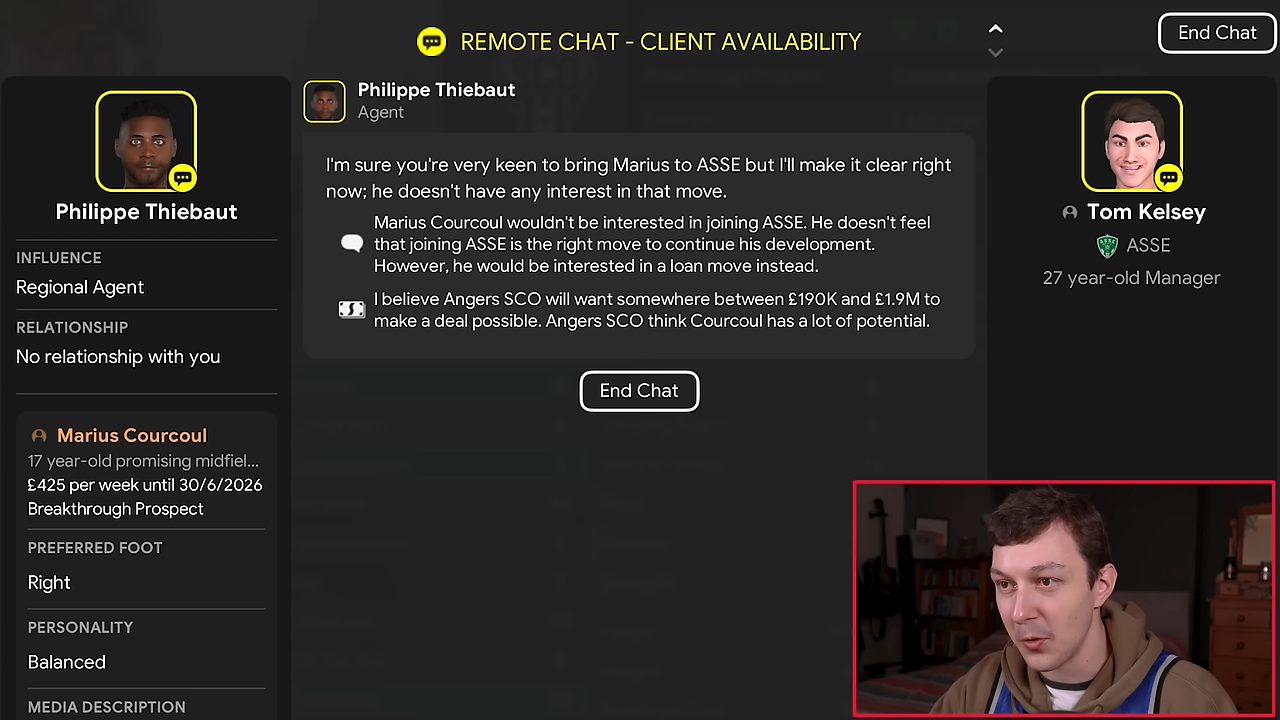 REMOTE CHAT - CLIENT AVAILABILITY
End Chat
Philippe Thiebaut
INFLUENCE
Regional Agent
RELATIONSHIP
No relationship with you
Marius Courcoul
17 year-old promising midfiel...
£425 per week until 30/6/2026
Breakthrough Prospect
PREFERRED FOOT
Right
PERSONALITY
Balanced
MEDIA DESCRIPTION
Philippe Thiebaut
Agent
I'm sure you're very keen to bring Marius to ASSE but I'll make it clear right
now; he doesn't have any interest in that move.
Marius Courcoul wouldn't be interested in joining ASSE. He doesn't feel
that joining ASSE is the right move to continue his development.
However, he would be interested in a loan move instead.
I believe Angers SCO will want somewhere between £190K and £1.9M to
make a deal possible. Angers SCO think Courcoul has a lot of potential.
End Chat
Tom Kelsey
ASSE
27 year-old Manager